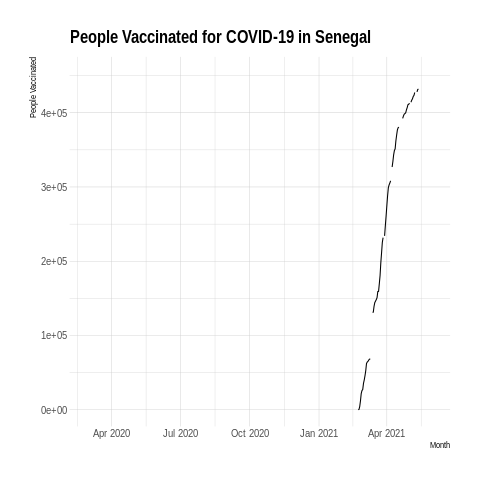 People Vaccinated for COVID-19 in Senegal
People Vaccinated
4e+05
3e+05
2e+05
1e+05
0e+00
Apr 2020 Jul 2020 Oct 2020 Jan 2021 Apr 2021
Month